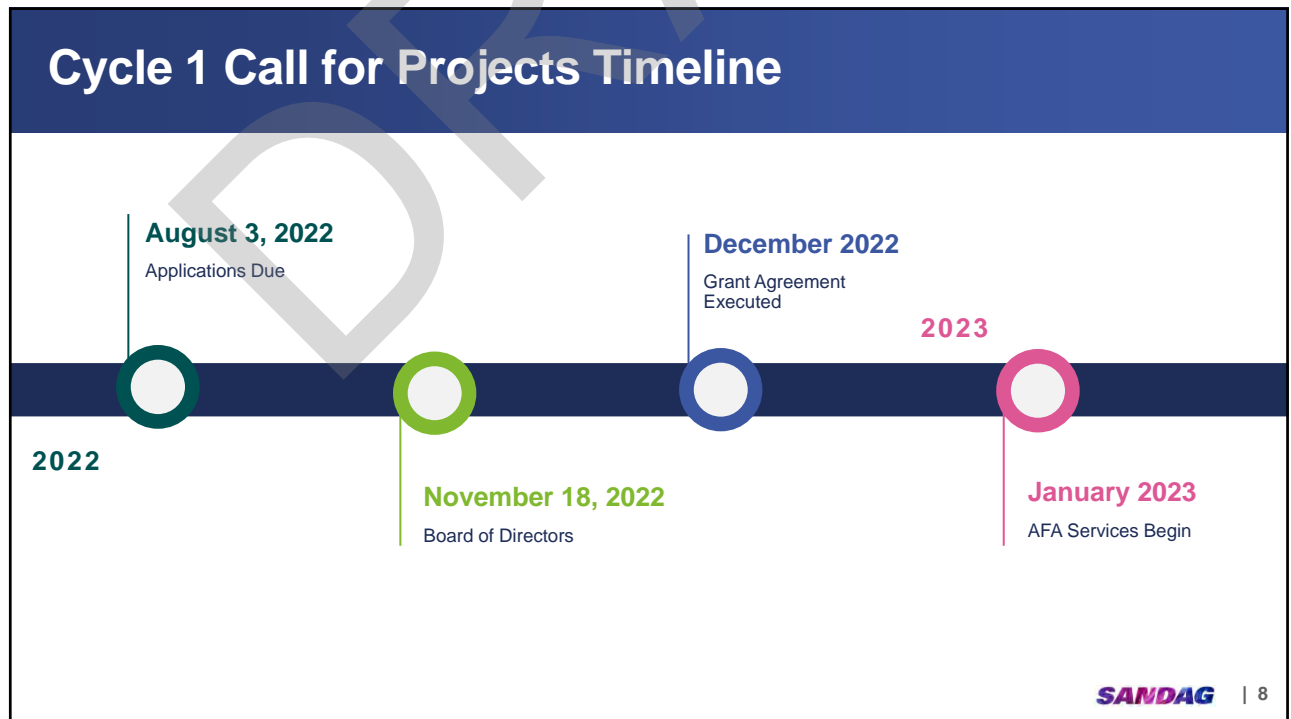 Cycle 1 Call for Projects Timeline
August 3, 2022
Applications Due
December 2022
Grant Agreement
Executed
2023
2022
November 18, 2022
Board of Directors
January 2023
AFA Services Begin
SANDAG | 8